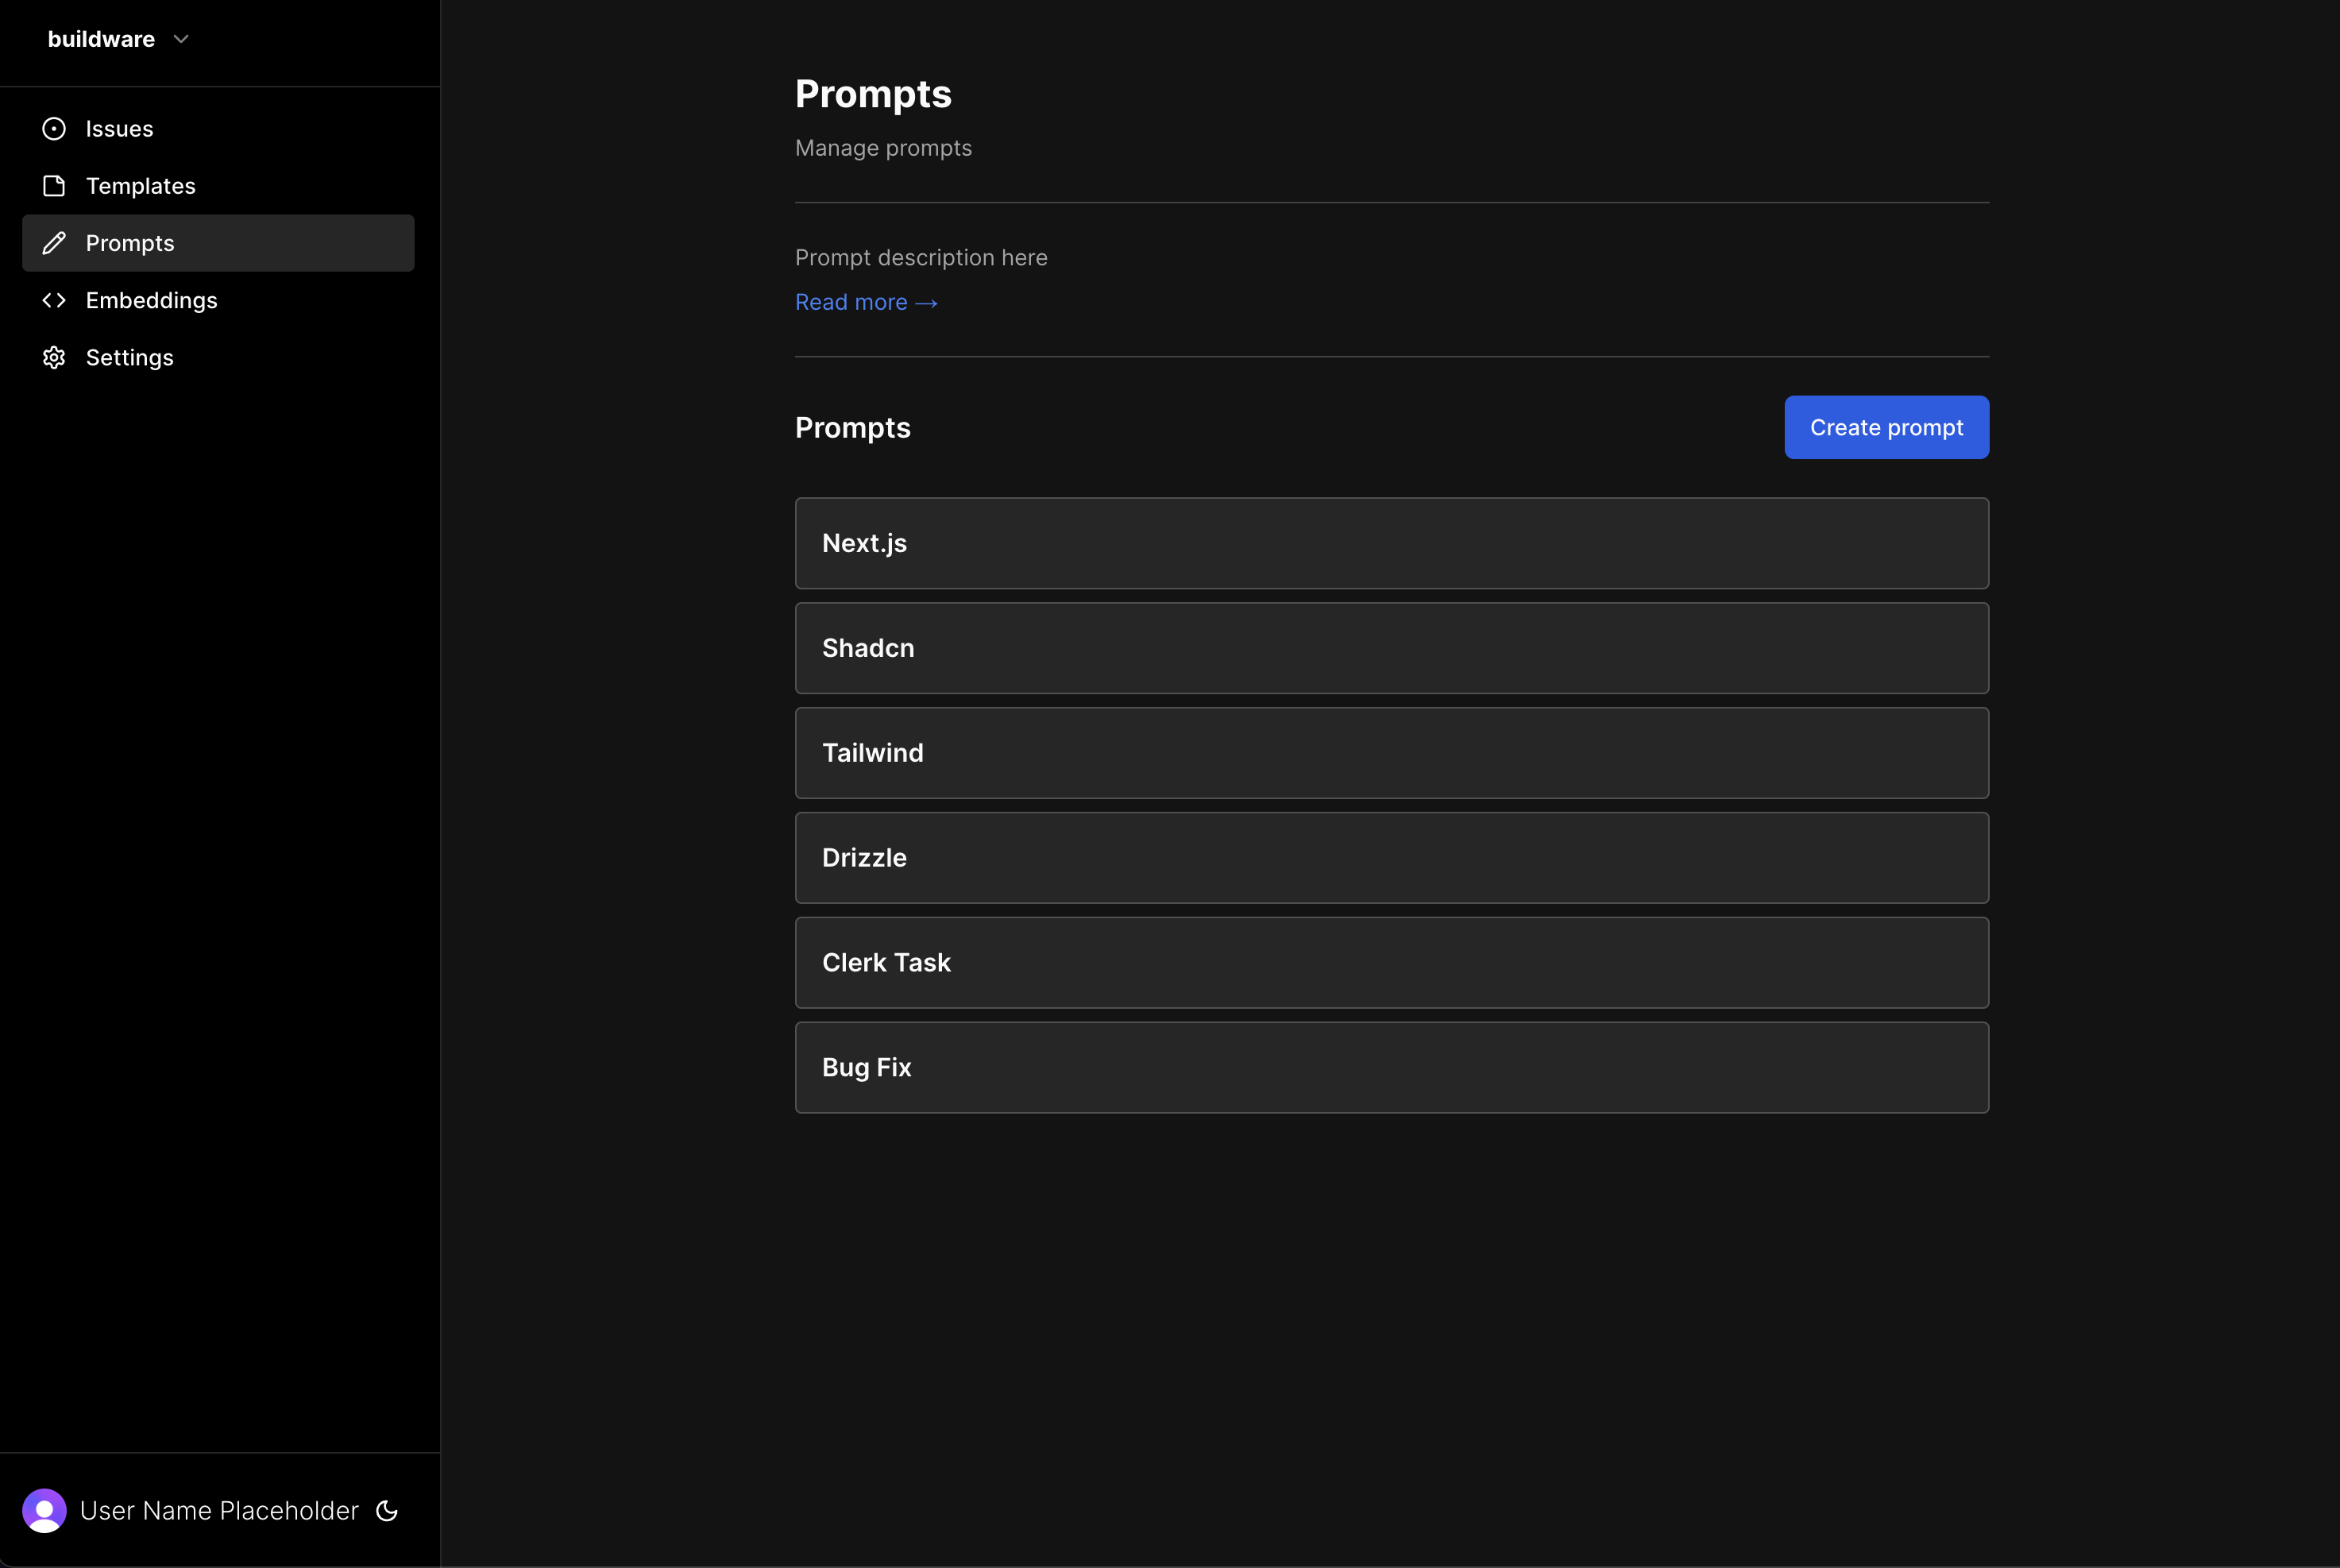 buildware
Issues
Templates
Prompts
Embeddings
Settings
User Name Placeholder
Prompts
Manage prompts
Prompt description here
Read more →
Prompts
Create prompt
Next.js
Shadcn
Tailwind
Drizzle
Clerk Task
Bug Fix